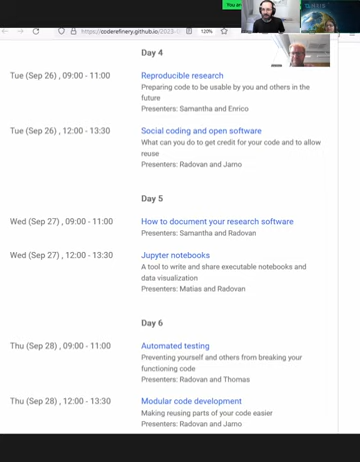 You ar
https://coderefinery.github.io/2023-
120%
Day 4
Tue (Sep 26) , 09:00 - 11:00
Reproducible research
Preparing code to be usable by you and others in the
future
Presenters: Samantha and Enrico
Tue (Sep 26) , 12:00 - 13:30
Social coding and open software
What can you do to get credit for your code and to allow
reuse
Presenters: Radovan and Jarno
Day 5
Wed (Sep 27) , 09:00 - 11:00
How to document your research software
Presenters: Samantha and Radovan
Wed (Sep 27) , 12:00 - 13:30
Jupyter notebooks
A tool to write and share executable notebooks and
data visualization
Presenters: Matias and Radovan
Day 6
Thu (Sep 28) , 09:00 - 11:00
Automated testing
Preventing yourself and others from breaking your
functioning code
Presenters: Radovan and Thomas
Thu (Sep 28) , 12:00 - 13:30
Modular code development
Making reusing parts of your code easier
Presenters: Radovan and Jarno